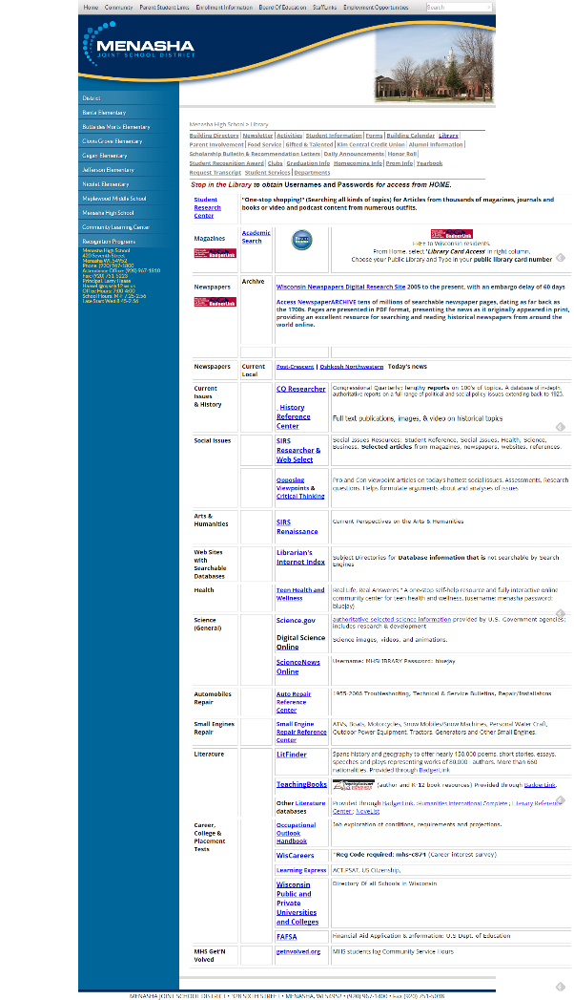 Home Community Parent Student Links Enrollment Information Board Of Education Staff Links Employment Opportunities Search
MENASHA
JOINT SCHOOL DISTRICT
District
Banta Elementary
Butte des Morts Elementary
Clovis Grove Elementary
Gegan Elementary
Jefferson Elementary
Nicolet Elementary
Maplewood Middle School
Menasha High School
Community Learning Center
Recognition Programs
Menasha High School
420 Seventh Street
Menasha WI, 54952
Phone: (920) 967-1800
Attendance Office: (920) 967-1810
Principal: Larry Haase
Office Hours: 7:00-4:00
School Hours: M-F 7:25-2:56
Late Start Wed 8:45-2:56
Menasha High School > Library
Building Directory | Newsletter | Activities | Student Information | Forms | Building Calendar | Library |
Parent Involvement | Food Service | Gifted & Talented | Kim Central Credit Union | Alumni Information |
Scholarship Bulletin & Recommendation Letters | Daily Announcements | Honor Roll |
Student Recognition Award | Clubs | Graduation Info | Homecoming Info | Prom Info | Yearbook
Request Transcript | Student Services | Departments
Stop in the Library to obtain Usernames and Passwords for access from HOME.
Student Research Center
"One-stop shopping!" (Searching all kinds of topics) for Articles from thousands of magazines, journals and
books or video and podcast content from numerous outfits.
Magazines
BadgerLink
Academic Search
BadgerLink
FREE to Wisconsin residents.
From Home, select "Library Card Access" in right column.
Choose your Public Library and Type in your public library card number
Newspapers
BadgerLink
Archive
Wisconsin Newspapers Digital Research Site 2005 to the present, with an embargo delay of 60 days
Access NewspaperARCHIVE tens of millions of searchable newspaper pages, dating as far back as
the 1700s. Pages are presented in PDF format, presenting the news as it originally appeared in print,
providing an excellent resource for searching and reading historical newspapers from around the
world online.
Newspapers
Current Local
Post-Crescent | Oshkosh Northwestern Today's news
Current Issues & History
CQ Researcher
Congressional Quarterly: lengthy reports on 100's of topics. A database of in-depth,
authoritative reports on a full range of political and social-policy issues extending back to 1923.
History Reference Center
Full text publications, images, & video on historical topics
Social Issues
SIRS Researcher & Web Select
Social Issues Resources: Student Reference, Social Issues, Health, Science,
Business. Selected articles from magazines, newspapers, websites, references.
Opposing Viewpoints & Critical Thinking
Pro and Con viewpoint articles on today's hottest social issues. Assessments, Research
questions. Helps formulate arguments about and analyses of issues
Arts & Humanities
SIRS Renaissance
Current Perspectives on the Arts & Humanities
Web Sites with Searchable Databases
Librarian's Internet Index
Subject Directories for Database information that is not searchable by Search
Engines
Health
Teen Health and Wellness
Real Life, Real Answeres " A one-stop self-help resource and fully interactive online
community center for teen health and wellness. (username: menasha password:
bluejay)
Science (General)
Science.gov
authoritative selected science information provided by U.S. Government agencies;
includes research & development
Digital Science Online
Science images, videos, and animations.
ScienceNews Online
Username: MHSLIBRARY Password: bluejay
Automobiles Repair
Auto Repair Reference Center
1955-2006 Troubleshooting, Technical & Service Bulletins, Repair/Installatons
Small Engines Repair
Small Engine Repair Reference Center
ATVs, Boats, Motorcycles, Snow Mobiles/Snow Machines, Personal Water Craft,
Outdoor Power Equipment, Tractors, Generators and Other Small Engines.
Literature
LitFinder
Spans history and geography to offer nearly 150,000 poems, short stories, essays,
speeches and plays representing works of 80,000 - authors. More than 660
nationalities. Provided through BadgerLink
TeachingBooks
(author and K-12 book resources) Provided through BadgerLink.
Other Literature databases
Provided through BadgerLink. :Humanities International Complete ; Literary Reference
Center ; NoveList
Career, College & Placement Tests
Occupational Outlook Handbook
Job exploration of conditions, requirements and projections.
WisCareers
*Reg Code required: mhs-c874 (Career interest survey)
Learning Express
ACT,PSAT, US Citizenship,
Wisconsin Public and Private Universities and Colleges
Directory Of all Schools in Wisconsin
FAFSA
Financial Aid Application & Information: U.S Dept. of Education
MHS Get'N Volved
getnvolved.org
MHS students log Community Service Hours
MENASHA JOINT SCHOOL DISTRICT • 328 SIXTH STREET • MENASHA, WI 54952 • (920) 967-1400 • Fax (920) 751-5038